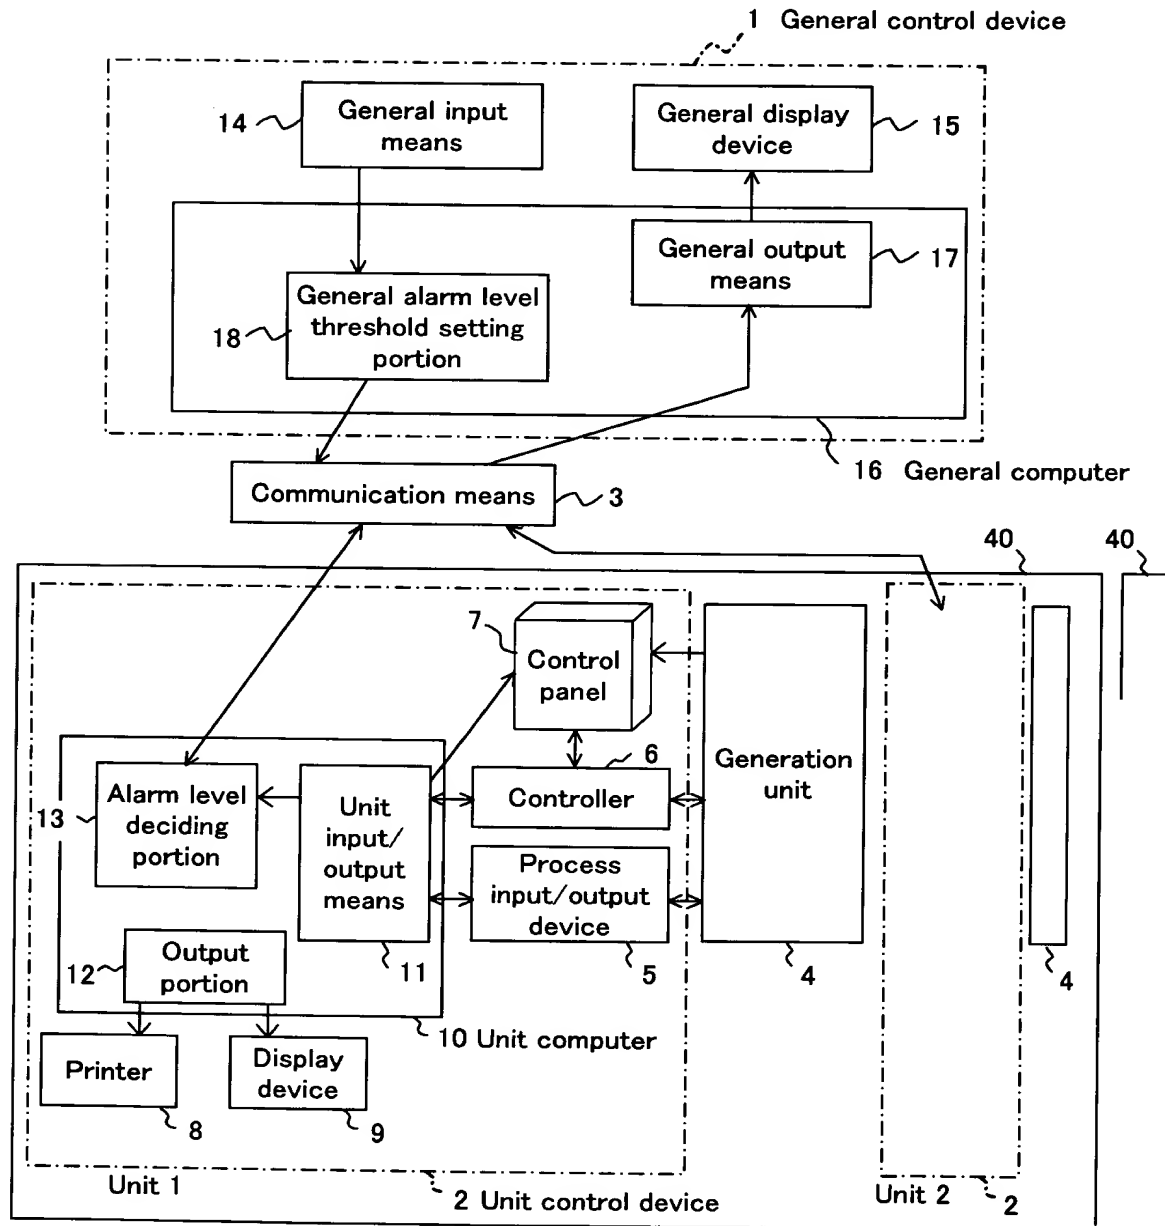 1 General control device
General input
means
14
General display
device
15
General output
means
17
General alarm level
threshold setting
portion
18
16 General computer
Communication means
3
40
40
7
Control
panel
6
Controller
Generation
unit
Alarm level
deciding
portion
13
Unit
input/
output
means
11
Process
input/output
device
5
4
4
Output
portion
12
10 Unit computer
Printer
8
Display
device
9
Unit 1
2 Unit control device
Unit 2
2